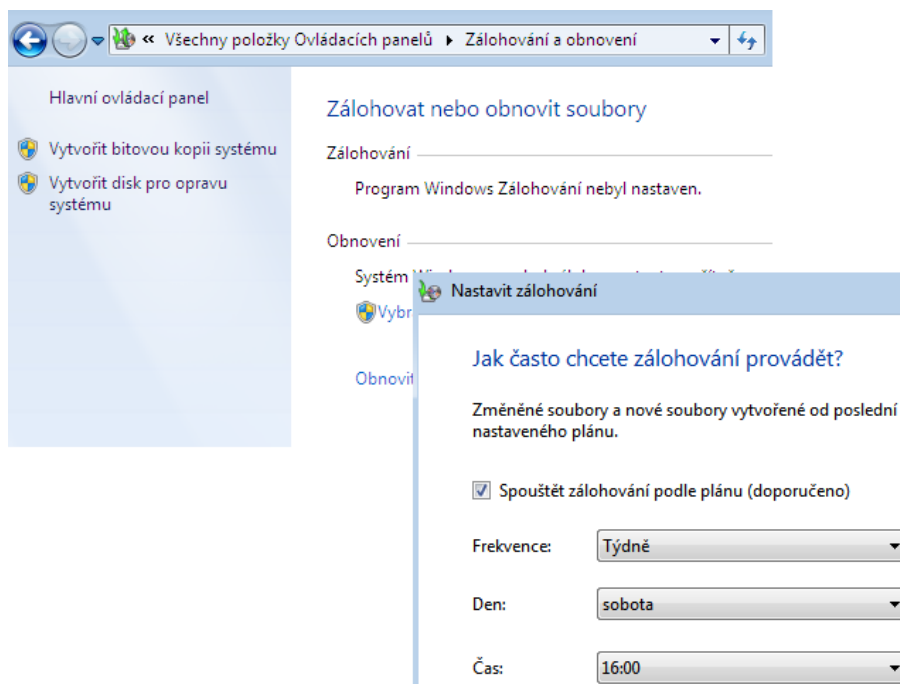 « Všechny položky Ovládacích panelů Zálohování a obnovení
Hlavní ovládací panel
Vytvořit bitovou kopii systému
Vytvořit disk pro opravu
systému
Zálohovat nebo obnovit soubory
Zálohování
Program Windows Zálohování nebyl nastaven.
Obnovení
Systém
Vybr
Obnovit
Nastavit zálohování
Jak často chcete zálohování provádět?
Změněné soubory a nové soubory vytvořené od poslední
nastaveného plánu.
Spouštět zálohování podle plánu (doporučeno)
Frekvence: Týdně
Den: sobota
Čas: 16:00